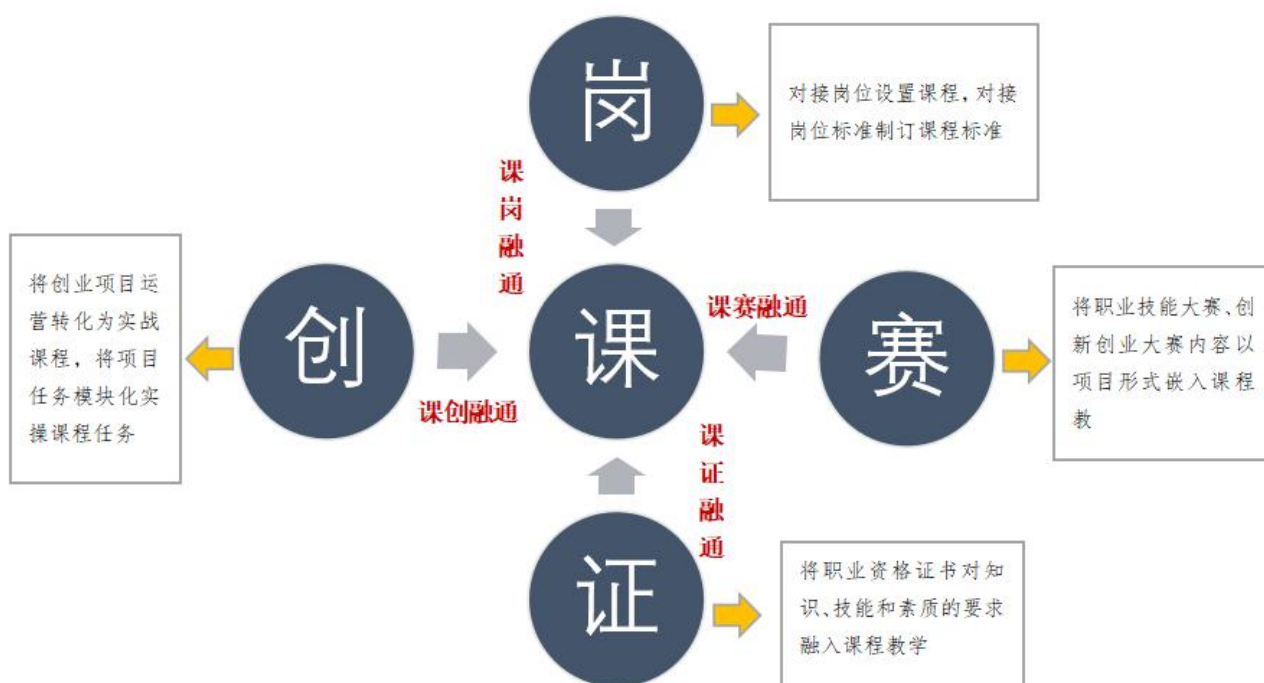 岗
对接岗位设置课程，对接
岗位标准制订课程标准
课岗融通
将创业项目运
营转化为实战
课程，将项目
任务模块化实
操课程任务
创
课创融通
课
课赛融通
赛
将职业技能大赛、创
新创业大赛内容以
项目形式嵌入课程
教
课证融通
证
将职业资格证书对知
识、技能和素质的要求
融入课程教学